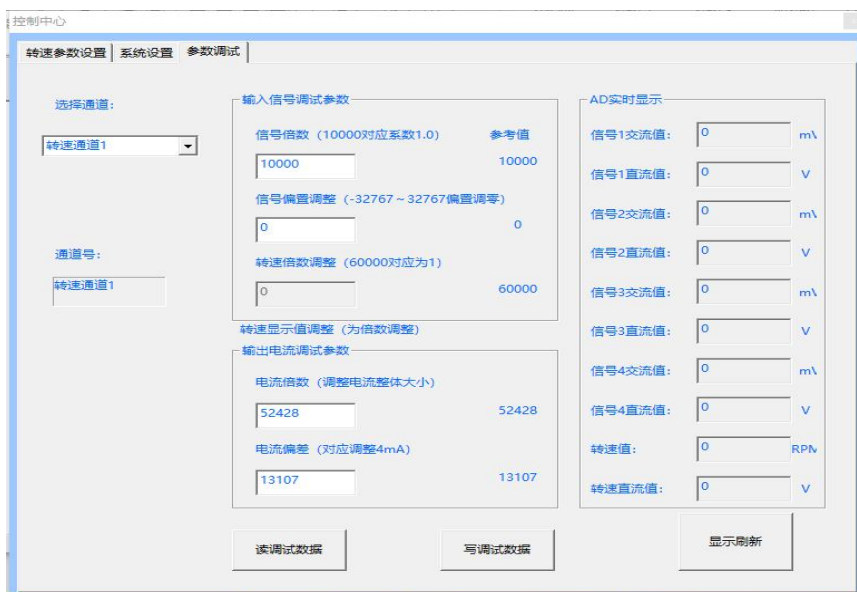 控制中心
转速参数设置 系统设置 参数调试
选择通道:
转速通道1
通道号:
转速通道1
输入信号调试参数
信号倍数（10000对应系数1.0） 参考值
10000 10000
信号偏置调整（-32767～32767偏置调零）
0 0
转速倍数调整（60000对应为1）
0 60000
转速显示值调整（为倍数调整）
输出电流调试参数
电流倍数（调整电流整体大小）
52428 52428
电流偏差（对应调整4mA）
13107 13107
读调试数据 写调试数据
AD实时显示
信号1交流值: 0 m\
信号1直流值: 0 V
信号2交流值: 0 m\
信号2直流值: 0 V
信号3交流值: 0 m\
信号3直流值: 0 V
信号4交流值: 0 m\
信号4直流值: 0 V
转速值: 0 RPM
转速直流值: 0 V
显示刷新